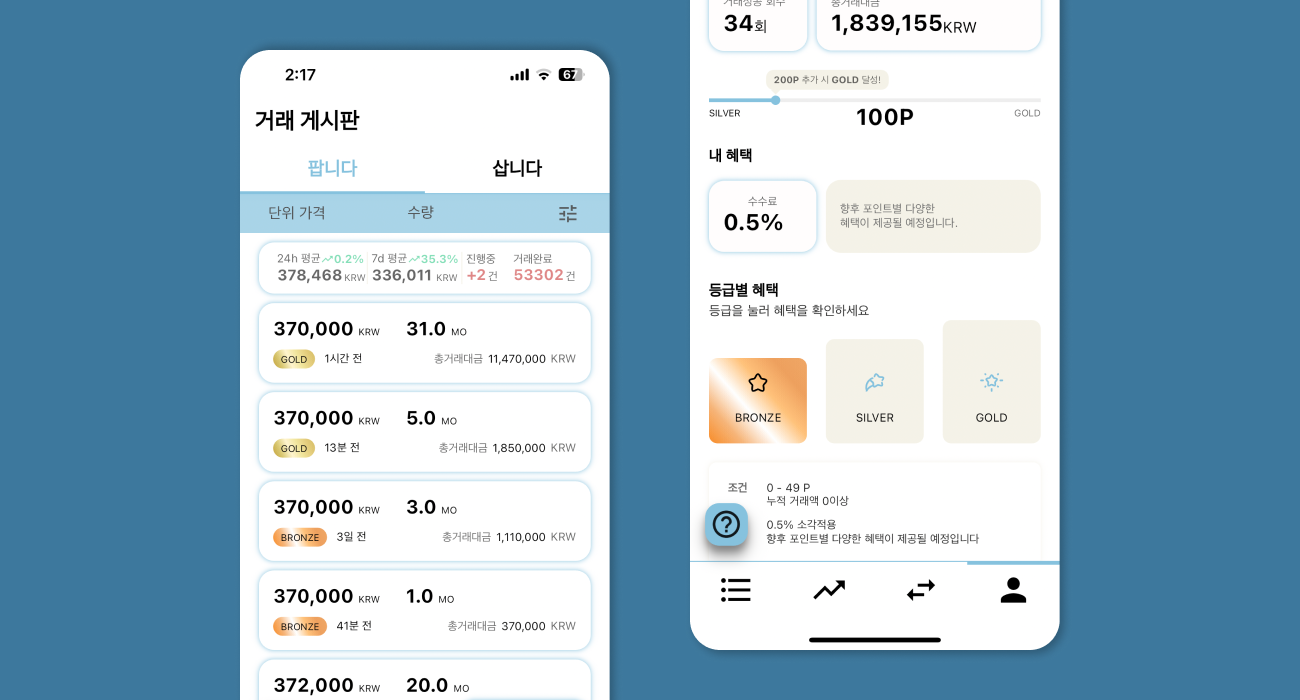 2:17
67
거래 게시판
팝니다 삽니다
단위 가격 수량
24h 평균 0.2% 7d 평균 35.3% 진행중 거래완료
378,468 KRW 336,011 KRW +2 건 53302 건
370,000 KRW 31.0 MO
GOLD 1시간 전 총거래대금 11,470,000 KRW
370,000 KRW 5.0 MO
GOLD 13분 전 총거래대금 1,850,000 KRW
370,000 KRW 3.0 MO
BRONZE 3일 전 총거래대금 1,110,000 KRW
370,000 KRW 1.0 MO
BRONZE 41분 전 총거래대금 370,000 KRW
372,000 KRW 20.0 MO
거래성공 회수 총거래대금
34회 1,839,155KRW
200P 추가 시 GOLD 달성!
SILVER 100P GOLD
내 혜택
수수료
0.5%
향후 포인트별 다양한
혜택이 제공될 예정입니다.
등급별 혜택
등급을 눌러 혜택을 확인하세요
BRONZE SILVER GOLD
조건 0 - 49 P
누적 거래액 0이상
0.5% 소각적용
향후 포인트별 다양한 혜택이 제공될 예정입니다